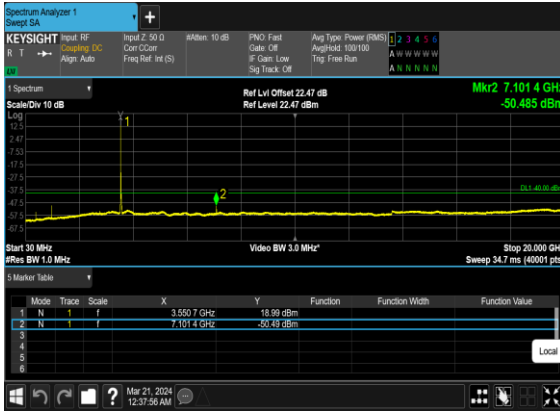 Spectrum Analyzer 1
Swept SA
+
KEYSIGHT Input: RF Input Z: 50 Ω #Atten: 10 dB PNO: Fast Avg Type: Power (RMS) 1 2 3 4 5 6
R T Coupling: DC Corr CCorr Gate: Off Avg|Hold: 100/100 A W W W W W
Align: Auto Freq Ref: Int (S) IF Gain: Low Trig: Free Run
Sig Track: Off A N N N N N
1 Spectrum Ref Lvl Offset 22.47 dB Mkr2 7.101 4 GHz
Scale/Div 10 dB Ref Level 22.47 dBm -50.485 dBm
Log
12.5
2.47
-7.53
-17.5
-27.5
-37.5 DL1 -40.00 dBm
-47.5
-57.5
-67.5
1
2
Start 30 MHz Video BW 3.0 MHz* Stop 20.000 GHz
#Res BW 1.0 MHz Sweep 34.7 ms (40001 pts)
5 Marker Table
Mode Trace Scale X Y Function Function Width Function Value
1 N 1 f 3.550 7 GHz 18.99 dBm
2 N 1 f 7.101 4 GHz -50.49 dBm
3
4
5
6
Local
? Mar 21, 2024
12:37:56 AM